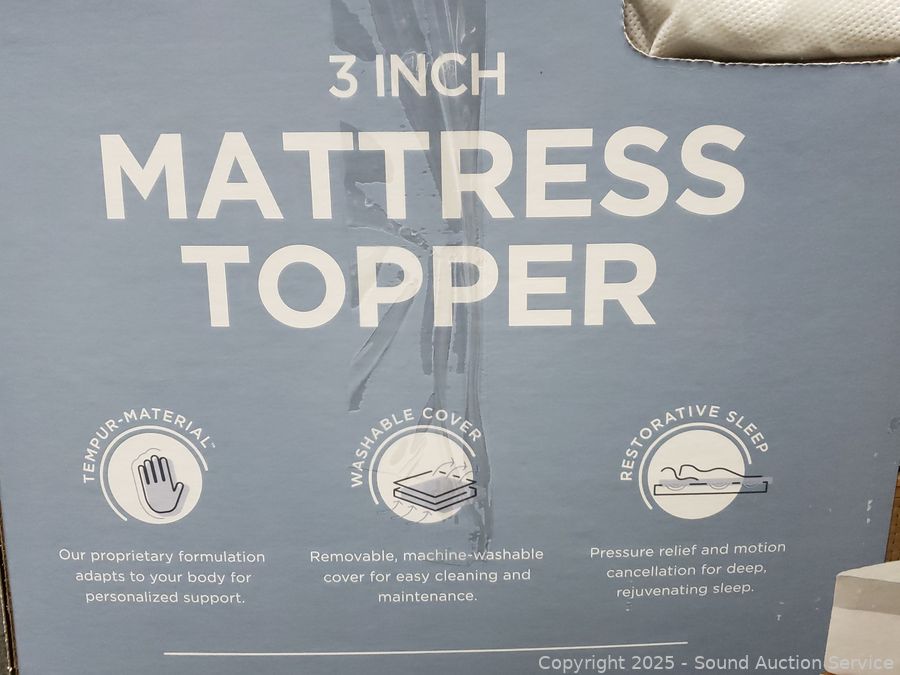 3 INCH
MATTRESS
TOPPER
TEMPUR-MATERIAL™
WASHABLE COVER
RESTORATIVE SLEEP
Our proprietary formulation
adapts to your body for
personalized support.
Removable, machine-washable
cover for easy cleaning and
maintenance.
Pressure relief and motion
cancellation for deep,
rejuvenating sleep.
Copyright 2025 - Sound Auction Service